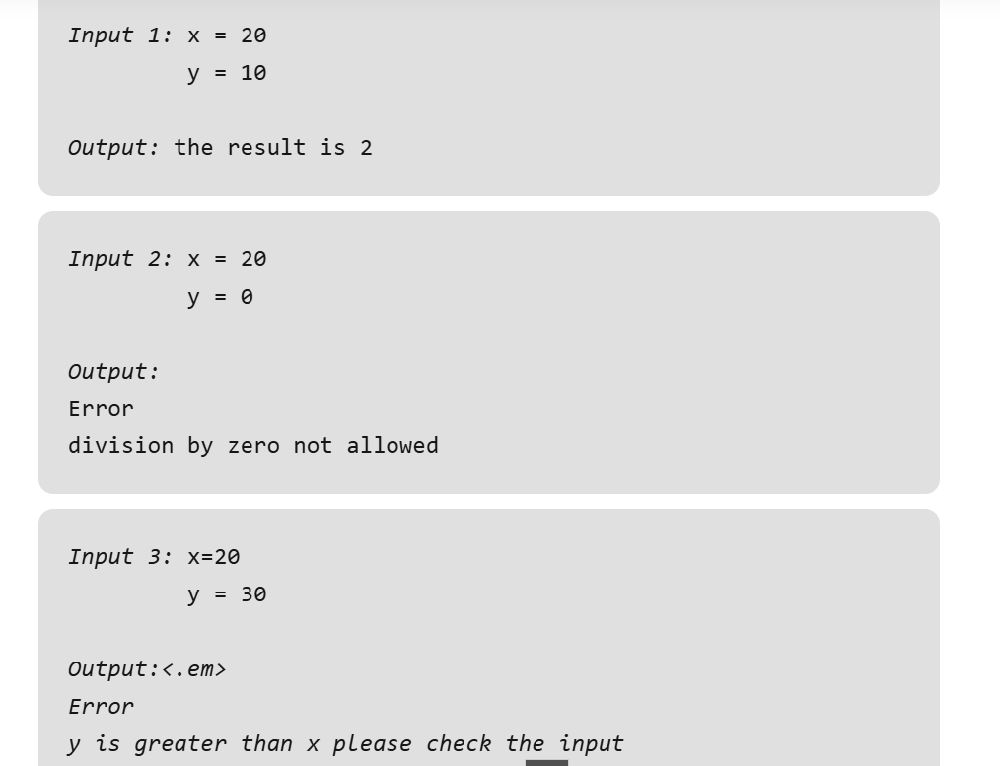 Input 1: x = 20
y = 10
Output: the result is 2
Input 2: x = 20
y = 0
Output:
Error
division by zero not allowed
Input 3: x=20
y = 30
Output:<.em>
Error
y is greater than x please check the input